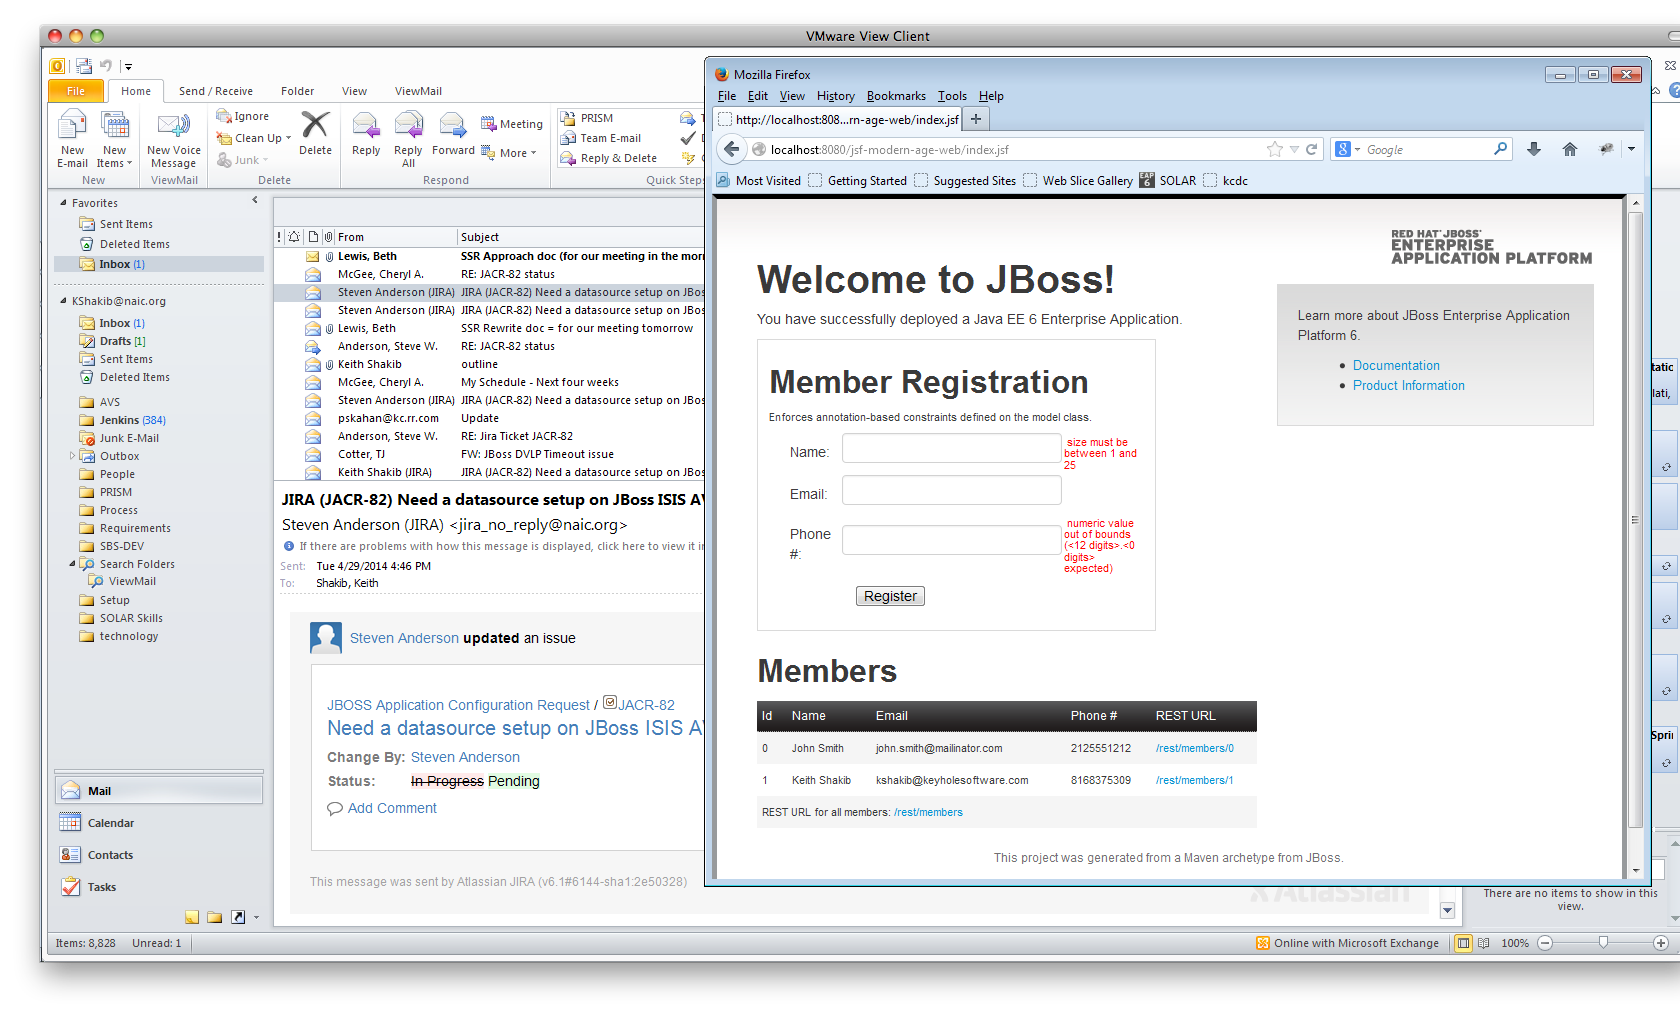 VMware View Client
File Home Send / Receive Folder View ViewMail
New E-mail
New Items
New Voice Message
Ignore
Clean Up
Junk
Delete
Reply
Reply All
Forward
Meeting
More
PRISM
Team E-mail
Reply & Delete
New ViewMail Delete Respond Quick Steps
Favorites
Sent Items
Deleted Items
Inbox (1)
KShakib@naic.org
Inbox (1)
Drafts [1]
Sent Items
Deleted Items
AVS
Jenkins (384)
Junk E-Mail
Outbox
People
PRISM
Process
Requirements
SBS-DEV
Search Folders
ViewMail
Setup
SOLAR Skills
technology
Mail
Calendar
Contacts
Tasks
From Subject
Lewis, Beth SSR Approach doc (for our meeting in the
McGee, Cheryl A. RE: JACR-82 status
Steven Anderson (JIRA) JIRA (JACR-82) Need a datasource setup on JBos
Steven Anderson (JIRA) JIRA (JACR-82) Need a datasource setup on JBos
Lewis, Beth SSR Rewrite doc = for our meeting tomorrow
Anderson, Steve W. RE: JACR-82 status
Keith Shakib outline
McGee, Cheryl A. My Schedule - Next four weeks
Steven Anderson (JIRA) JIRA (JACR-82) Need a datasource setup on JBos
pskahan@kc.rr.com Update
Anderson, Steve W. RE: Jira Ticket JACR-82
Cotter, TJ FW: JBoss DVLP Timeout issue
Keith Shakib (JIRA) JIRA (JACR-82) Need a datasource setup on JBos
JIRA (JACR-82) Need a datasource setup on JBoss ISIS
Steven Anderson (JIRA) <jira_no_reply@naic.org>
If there are problems with how this message is displayed, click here to view it
Sent: Tue 4/29/2014 4:46 PM
To: Shakib, Keith
Steven Anderson updated an issue
JBOSS Application Configuration Request / JACR-82
Need a datasource setup on JBoss ISIS
Change By: Steven Anderson
Status: In Progress Pending
Add Comment
This message was sent by Atlassian JIRA (v6.1#6144-sha1:2e50328)
Atlassian
Mozilla Firefox
File Edit View History Bookmarks Tools Help
http://localhost:808...rn-age-web/index.jsf
localhost:8080/jsf-modern-age-web/index.jsf
8 Google
Most Visited Getting Started Suggested Sites Web Slice Gallery EAP 6 SOLAR kcdc
RED HAT JBOSS
ENTERPRISE
APPLICATION PLATFORM
Welcome to JBoss!
You have successfully deployed a Java EE 6 Enterprise Application.
Learn more about JBoss Enterprise Application
Platform 6.
Documentation
Product Information
Member Registration
Enforces annotation-based constraints defined on the model class.
Name:
size must be
between 1 and
25
Email:
Phone
#:
numeric value
out of bounds
(<12 digits>.<0
digits>
expected)
Register
Members
Id Name Email Phone # REST URL
0 John Smith john.smith@mailinator.com 2125551212 /rest/members/0
1 Keith Shakib kshakib@keyholesoftware.com 8168375309 /rest/members/1
REST URL for all members: /rest/members
This project was generated from a Maven archetype from JBoss.
There are no items to show in this
view.
Items: 8,828 Unread: 1
Online with Microsoft Exchange 100%